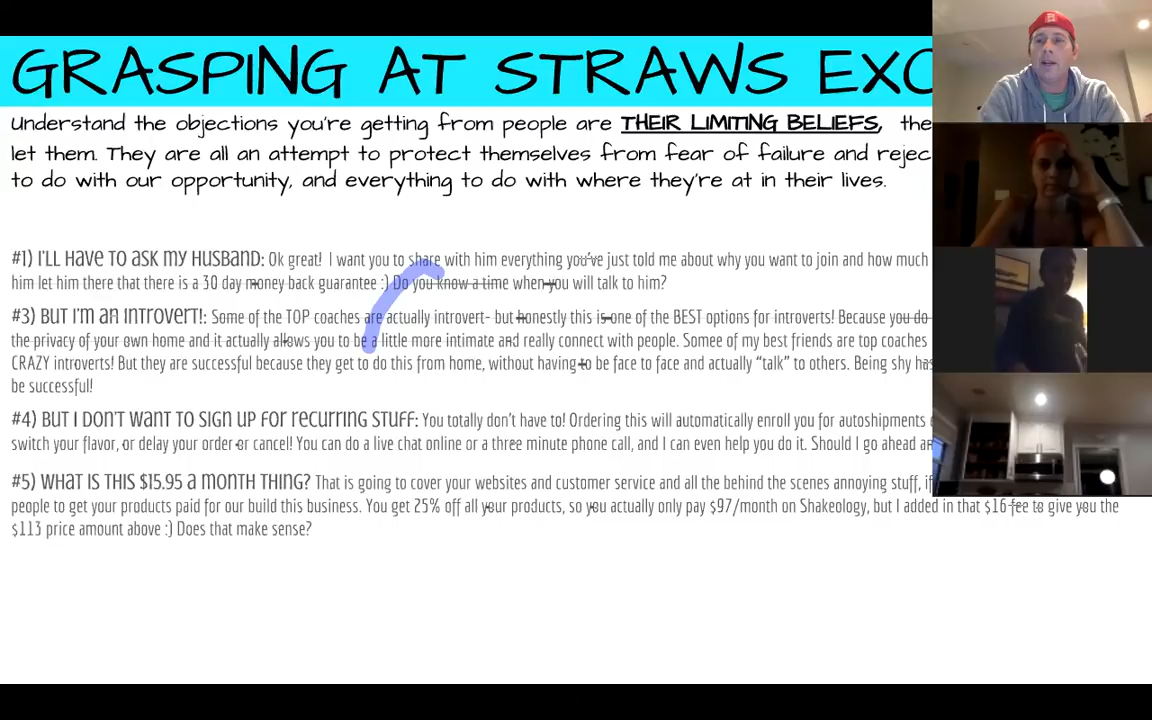 GRASPING AT STRAWS EXC
Understand the objections you're getting from people are THEIR LIMITING BELIEFS, the
let them. They are all an attempt to protect themselves from fear of failure and rejec
to do with our opportunity, and everything to do with where they're at in their lives.
#1) I'LL HAVE TO ASK MY HUSBAND: Ok great! I want you to share with him everything you've just told me about why you want to join and how much
him let him there that there is a 30 day money back guarantee :) Do you know a time when you will talk to him?
#3) BUT I'M AN INTROVERT!: Some of the TOP coaches are actually introvert- but honestly this is one of the BEST options for introverts! Because you do
the privacy of your own home and it actually allows you to be a little more intimate and really connect with people. Somee of my best friends are top coaches
CRAZY introverts! But they are successful because they get to do this from home, without having to be face to face and actually "talk" to others. Being shy has
be successful!
#4) BUT I DON'T WANT TO SIGN UP FOR RECURRING STUFF: You totally don't have to! Ordering this will automatically enroll you for autoshipments
switch your flavor, or delay your order or cancel! You can do a live chat online or a three minute phone call, and I can even help you do it. Should I go ahead
#5) WHAT IS THIS $15.95 A MONTH THING? That is going to cover your websites and customer service and all the behind the scenes annoying stuff, if
people to get your products paid for our build this business. You get 25% off all your products, so you actually only pay $97/month on Shakeology, but I added in that $16 fee to give you the
$113 price amount above :) Does that make sense?